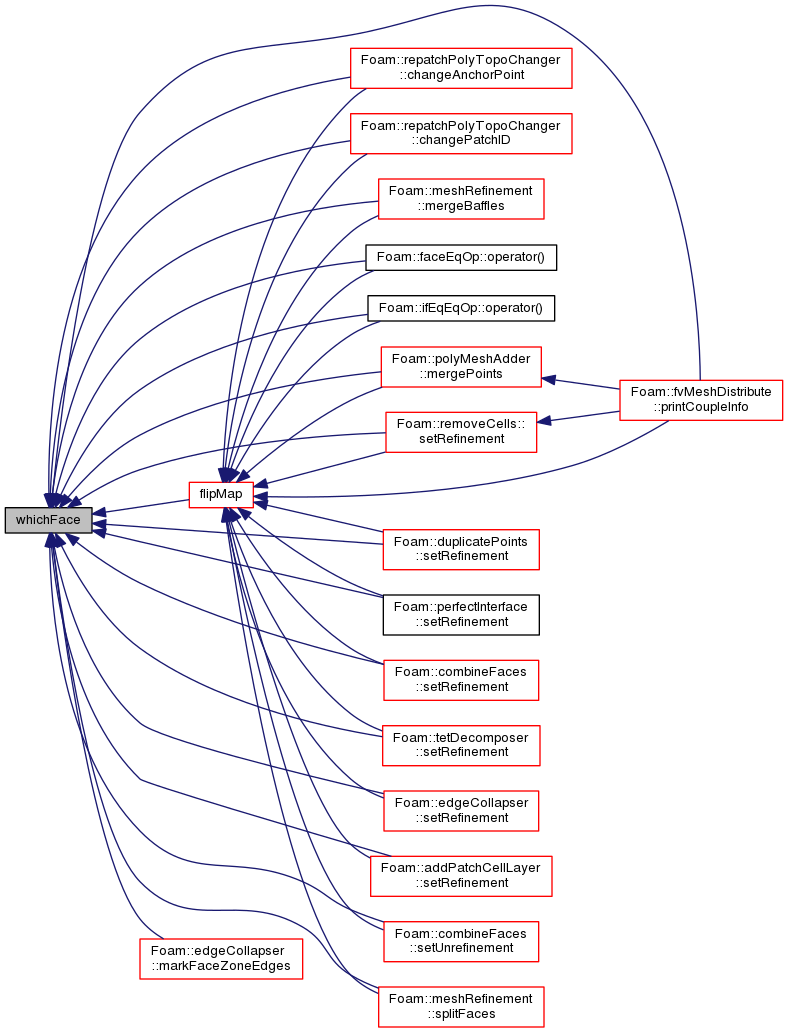 Foam::repatchPolyTopoChanger
::changeAnchorPoint
Foam::repatchPolyTopoChanger
::changePatchID
Foam::meshRefinement
::mergeBaffles
Foam::faceEqOp::operator()
Foam::ifEqEqOp::operator()
Foam::polyMeshAdder
::mergePoints
Foam::fvMeshDistribute
::printCoupleInfo
Foam::removeCells::
setRefinement
flipMap
whichFace
Foam::duplicatePoints
::setRefinement
Foam::perfectInterface
::setRefinement
Foam::combineFaces
::setRefinement
Foam::tetDecomposer
::setRefinement
Foam::edgeCollapser
::setRefinement
Foam::addPatchCellLayer
::setRefinement
Foam::combineFaces
::setUnrefinement
Foam::edgeCollapser
::markFaceZoneEdges
Foam::meshRefinement
::splitFaces